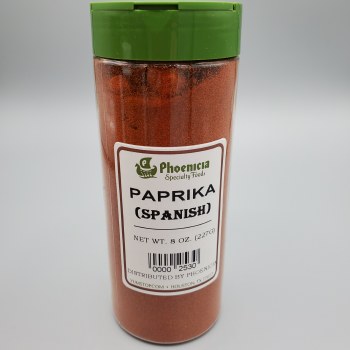 Phoenicia
Specialty Foods
PAPRIKA
(SPANISH)
NET WT. 8 OZ. (227G)
0000 2530
DISTRIBUTED BY PHOENICIA